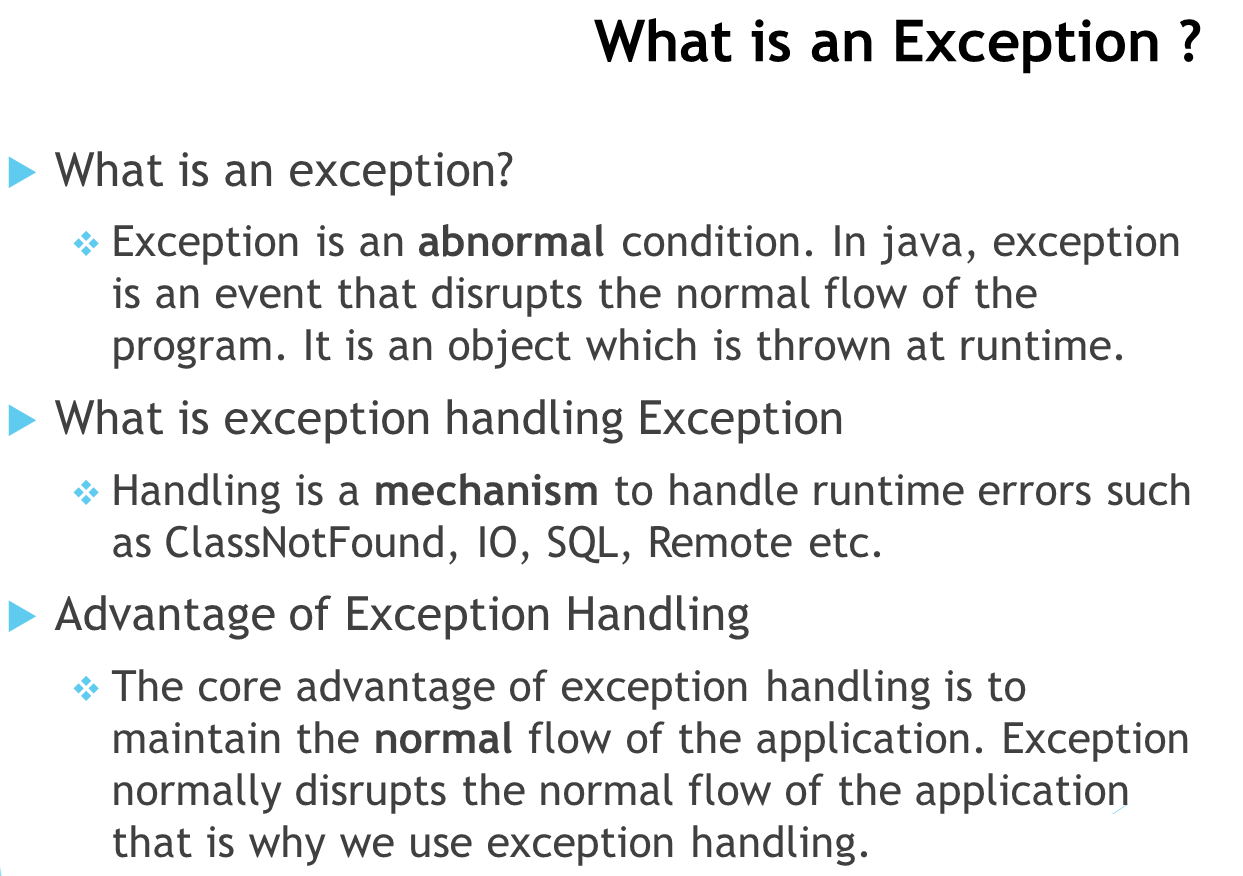 What is an Exception ?
What is an exception?
Exception is an abnormal condition. In java, exception
is an event that disrupts the normal flow of the
program. It is an object which is thrown at runtime.
What is exception handling Exception
Handling is a mechanism to handle runtime errors such
as ClassNotFound, IO, SQL, Remote etc.
Advantage of Exception Handling
The core advantage of exception handling is to
maintain the normal flow of the application. Exception
normally disrupts the normal flow of the application
that is why we use exception handling.